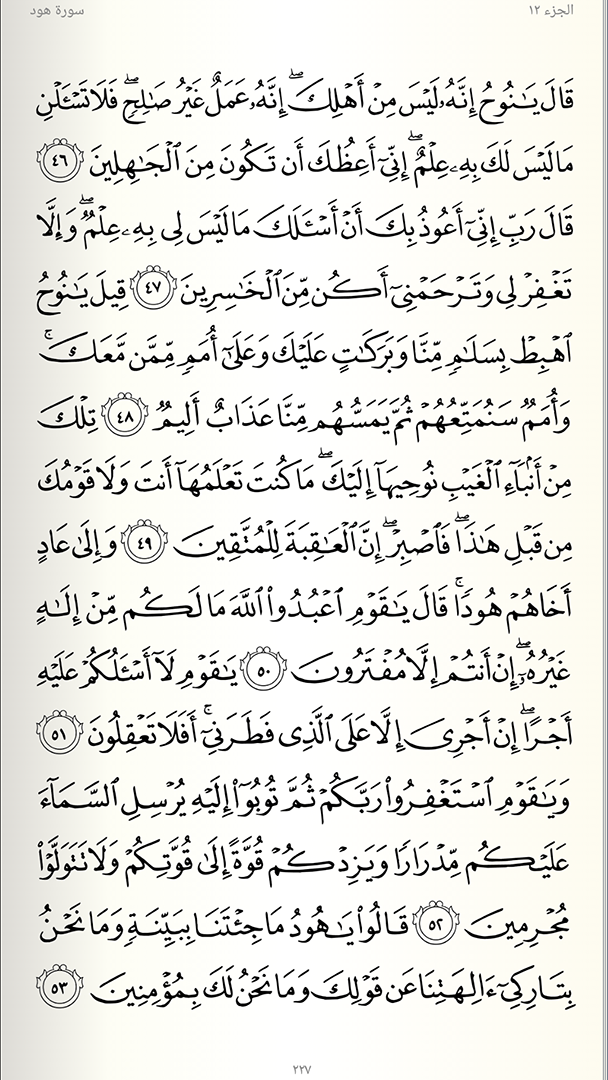 سورة هود
الجزء ١٢
قَالَ يَـٰنُوحُ إِنَّهُۥ لَيْسَ مِنْ أَهْلِكَ ۖ إِنَّهُۥ عَمَلٌ غَيْرُ صَـٰلِحٍ ۖ فَلَا تَسْـَٔلْنِ
مَا لَيْسَ لَكَ بِهِۦ عِلْمٌ ۖ إِنِّىٓ أَعِظُكَ أَن تَكُونَ مِنَ ٱلْجَـٰهِلِينَ ٤٦
قَالَ رَبِّ إِنِّىٓ أَعُوذُ بِكَ أَنْ أَسْـَٔلَكَ مَا لَيْسَ لِى بِهِۦ عِلْمٌ ۖ وَإِلَّا
تَغْفِرْ لِى وَتَرْحَمْنِىٓ أَكُن مِّنَ ٱلْخَـٰسِرِينَ ٤٧ قِيلَ يَـٰنُوحُ
ٱهْبِطْ بِسَلَـٰمٍ مِّنَّا وَبَرَكَـٰتٍ عَلَيْكَ وَعَلَىٰٓ أُمَمٍ مِّمَّن مَّعَكَ ۚ
وَأُمَمٌ سَنُمَتِّعُهُمْ ثُمَّ يَمَسُّهُم مِّنَّا عَذَابٌ أَلِيمٌ ٤٨ تِلْكَ
مِنْ أَنۢبَآءِ ٱلْغَيْبِ نُوحِيهَآ إِلَيْكَ ۖ مَا كُنتَ تَعْلَمُهَآ أَنتَ وَلَا قَوْمُكَ
مِن قَبْلِ هَـٰذَا ۖ فَٱصْبِرْ ۖ إِنَّ ٱلْعَـٰقِبَةَ لِلْمُتَّقِينَ ٤٩ وَإِلَىٰ عَادٍ
أَخَاهُمْ هُودًا ۚ قَالَ يَـٰقَوْمِ ٱعْبُدُوا۟ ٱللَّهَ مَا لَكُم مِّنْ إِلَـٰهٍ
غَيْرُهُۥٓ ۖ إِنْ أَنتُمْ إِلَّا مُفْتَرُونَ ٥٠ يَـٰقَوْمِ لَآ أَسْـَٔلُكُمْ عَلَيْهِ
أَجْرًا ۖ إِنْ أَجْرِىَ إِلَّا عَلَى ٱلَّذِى فَطَرَنِىٓ ۚ أَفَلَا تَعْقِلُونَ ٥١
وَيَـٰقَوْمِ ٱسْتَغْفِرُوا۟ رَبَّكُمْ ثُمَّ تُوبُوٓا۟ إِلَيْهِ يُرْسِلِ ٱلسَّمَآءَ
عَلَيْكُم مِّدْرَارًا وَيَزِدْكُمْ قُوَّةً إِلَىٰ قُوَّتِكُمْ وَلَا تَتَوَلَّوْا۟
مُجْرِمِينَ ٥٢ قَالُوا۟ يَـٰهُودُ مَا جِئْتَنَا بِبَيِّنَةٍ وَمَا نَحْنُ
بِتَارِكِىٓ ءَالِهَتِنَا عَن قَوْلِكَ وَمَا نَحْنُ لَكَ بِمُؤْمِنِينَ ٥٣
٢٢٧